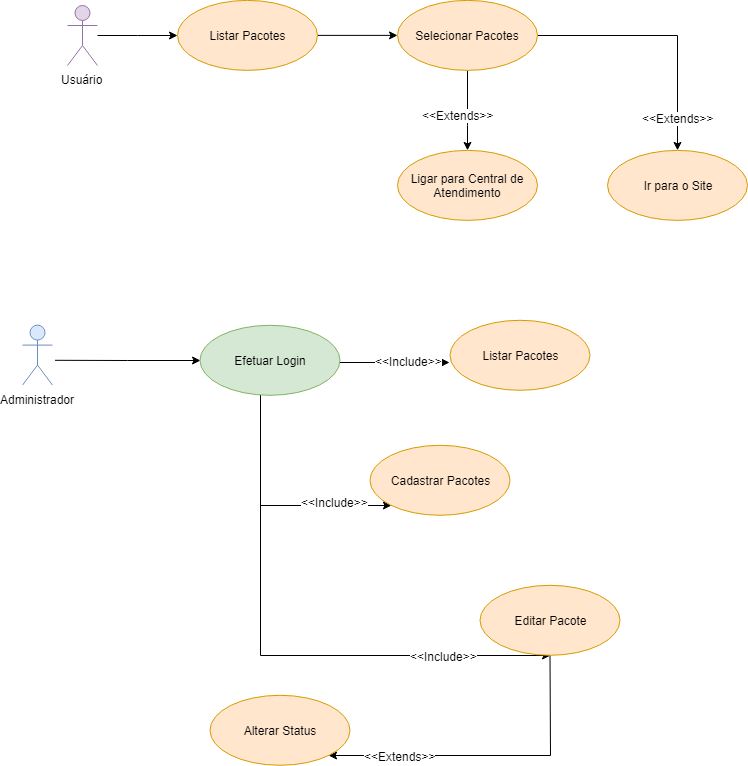 Listar Pacotes
Selecionar Pacotes
Usuário
<<Extends>>
<<Extends>>
Ligar para Central de
Atendimento
Ir para o Site
Administrador
Efetuar Login
<<Include>>
Listar Pacotes
Cadastrar Pacotes
<<Include>>
Editar Pacote
<<Include>>
Alterar Status
<<Extends>>